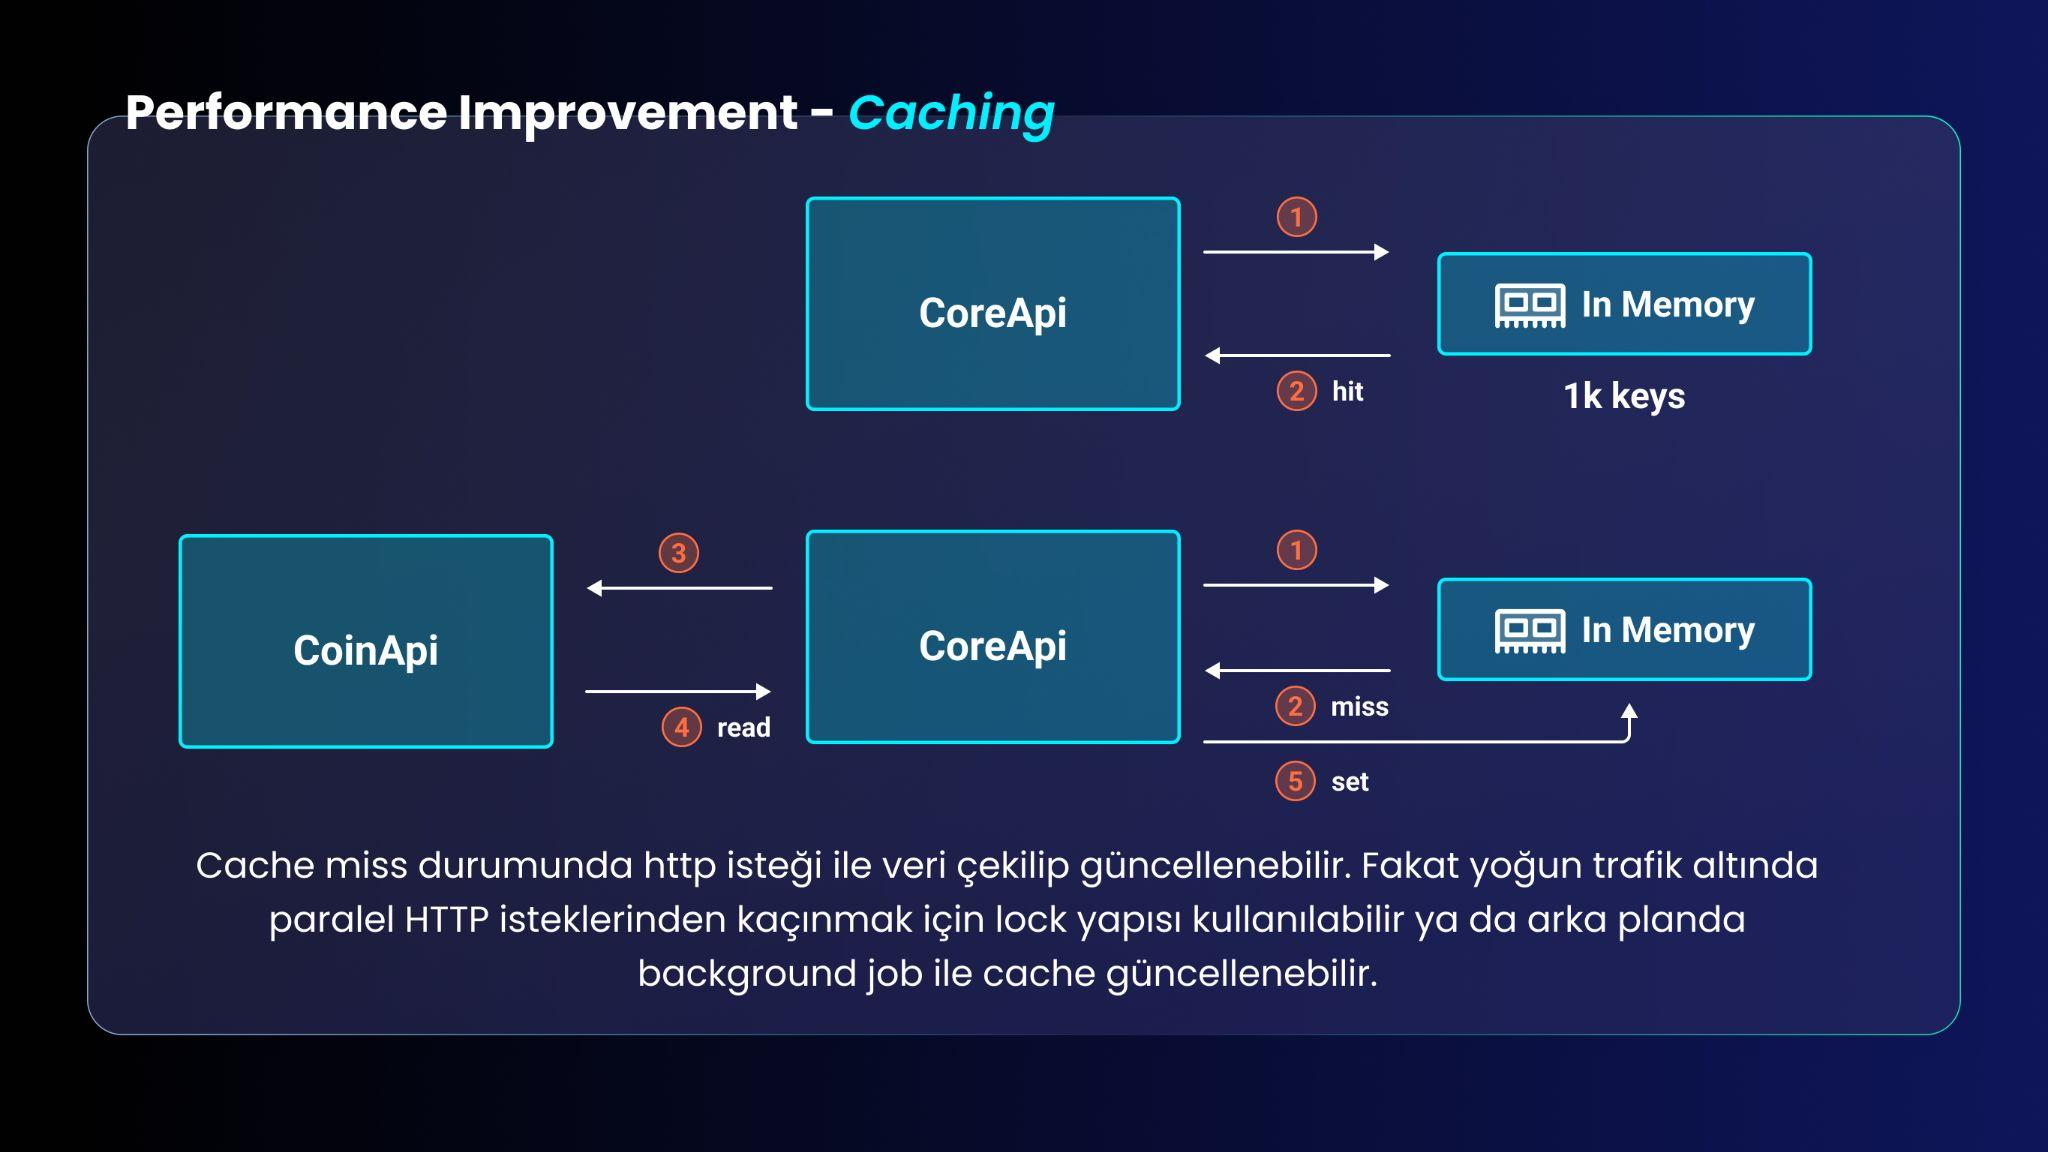 Performance Improvement - Caching
1
CoreApi
In Memory
2 hit
1k keys
3
1
CoinApi
CoreApi
In Memory
4 read
2 miss
5 set
Cache miss durumunda http isteği ile veri çekilip güncellenebilir. Fakat yoğun trafik altında
paralel HTTP isteklerinden kaçınmak için lock yapısı kullanılabilir ya da arka planda
background job ile cache güncellenebilir.